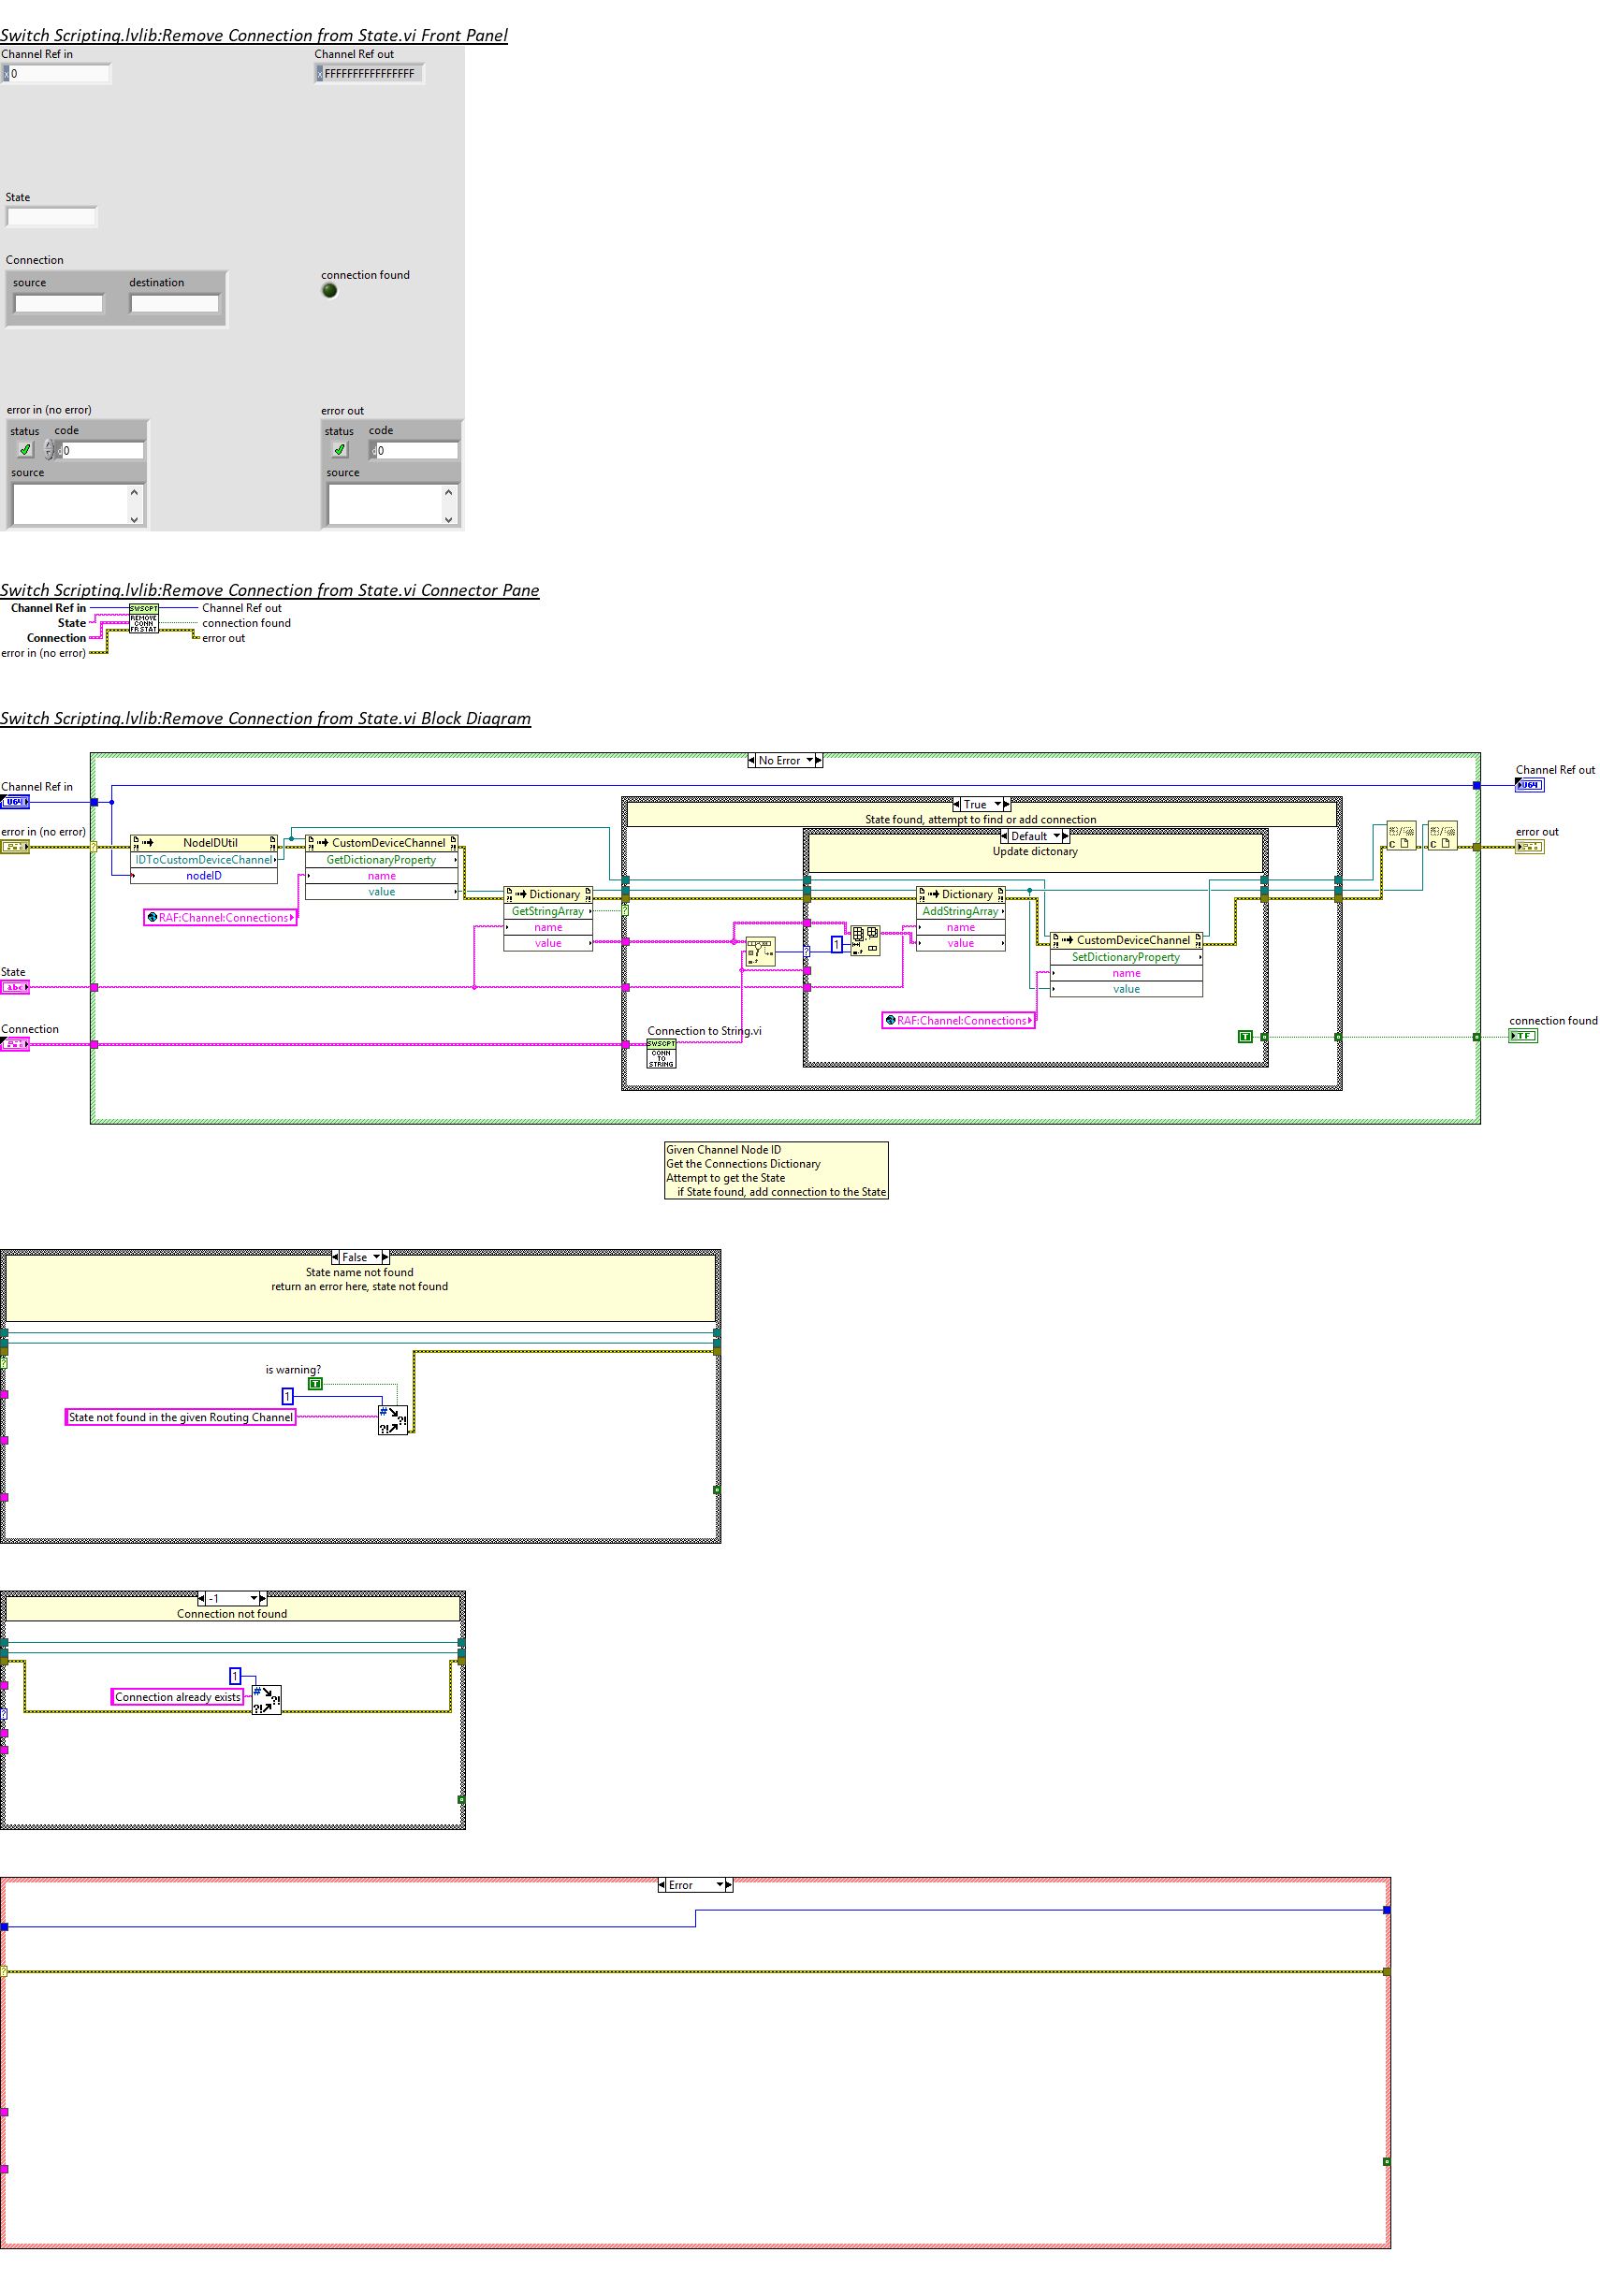 Switch Scripting.lvlib:Remove Connection from State.vi Front Panel
Channel Ref in
Channel Ref out
x 0
x FFFFFFFFFFFFFFFF
State
Connection
source
destination
connection found
error in (no error)
error out
status
code
status
code
d 0
d 0
source
source
Switch Scripting.lvlib:Remove Connection from State.vi Connector Pane
Channel Ref in
SWSCPT
Channel Ref out
State
REMOVE
CONN
FR STAT
connection found
Connection
error out
error in (no error)
Switch Scripting.lvlib:Remove Connection from State.vi Block Diagram
No Error
Channel Ref in
U64
Channel Ref out
U64
True
State found, attempt to find or add connection
error in (no error)
error out
NodeIDUtil
IDToCustomDeviceChannel
nodeID
CustomDeviceChannel
GetDictionaryProperty
name
value
RAF:Channel:Connections
Dictionary
GetStringArray
name
value
Default
Update dictonary
Dictionary
AddStringArray
name
value
1
CustomDeviceChannel
SetDictionaryProperty
name
value
RAF:Channel:Connections
State
abc
Connection
Connection to String.vi
SWSCPT
CONN
TO
STRING
T
connection found
TF
Given Channel Node ID
Get the Connections Dictionary
Attempt to get the State
if State found, add connection to the State
False
State name not found
return an error here, state not found
is warning?
T
1
State not found in the given Routing Channel
-1
Connection not found
1
Connection already exists
Error